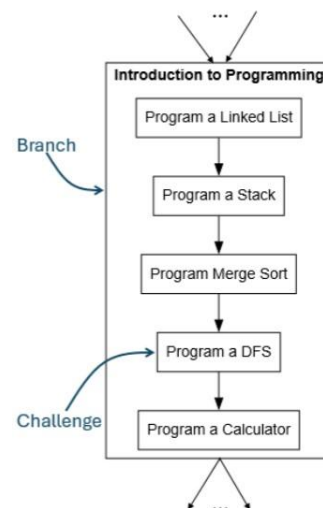 ...
Introduction to Programming
Program a Linked List
Branch
Program a Stack
Program Merge Sort
Program a DFS
Challenge
Program a Calculator
...